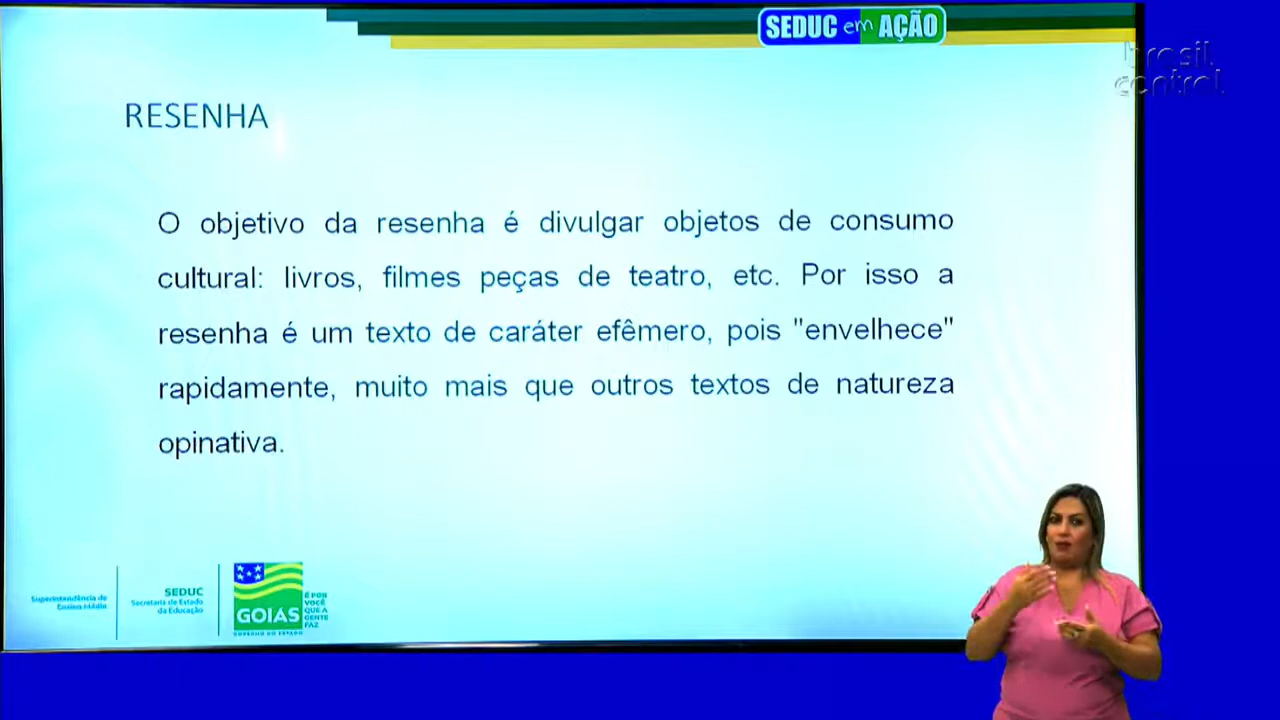 SEDUC em AÇÃO
brasil
central
RESENHA
O objetivo da resenha é divulgar objetos de consumo
cultural: livros, filmes peças de teatro, etc. Por isso a
resenha é um texto de caráter efêmero, pois "envelhece"
rapidamente, muito mais que outros textos de natureza
opinativa.
Superintendência de
Ensino Médio
SEDUC
Secretaria de Estado
da Educação
GOIÁS
GOVERNO DO ESTADO
É POR
VOCÊ
QUE A
GENTE
FAZ